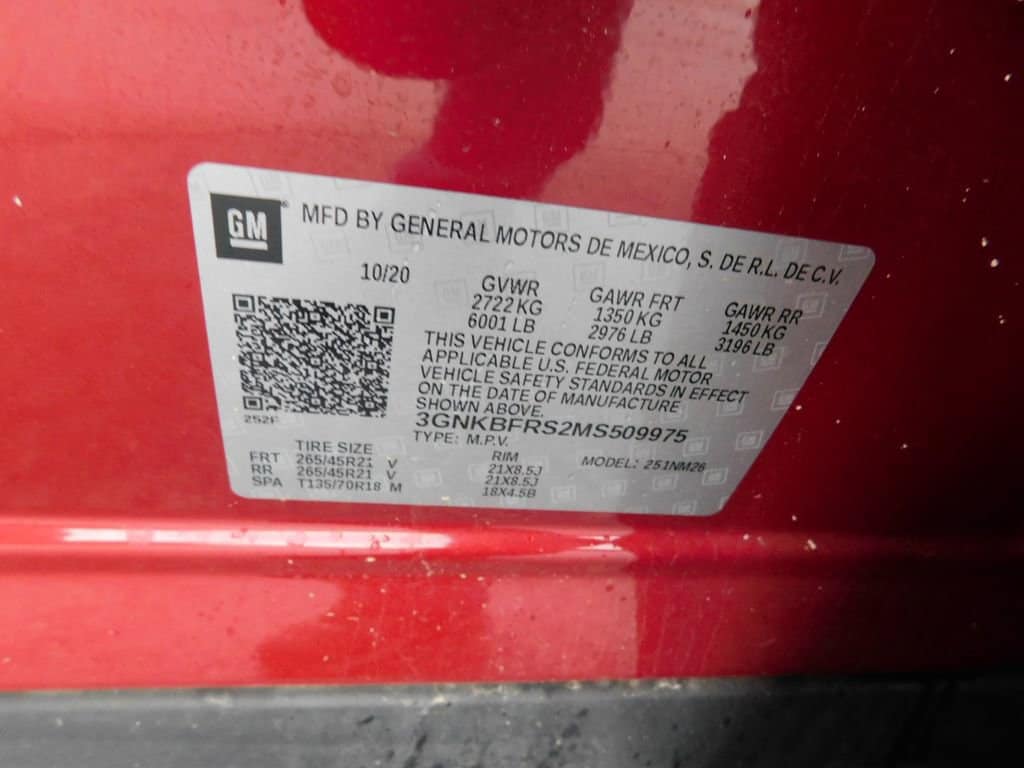 GM MFD BY GENERAL MOTORS DE MEXICO, S. DE R.L. DE C.V.
10/20
GVWR
2722 KG
6001 LB
GAWR FRT
1350 KG
2976 LB
GAWR RR
1450 KG
3196 LB
THIS VEHICLE CONFORMS TO ALL
APPLICABLE U.S. FEDERAL MOTOR
VEHICLE SAFETY STANDARDS IN EFFECT
ON THE DATE OF MANUFACTURE
SHOWN ABOVE.
252F
3GNKBFRS2MS509975
TYPE: M.P.V.
MODEL: 251NM26
TIRE SIZE RIM
FRT 265/45R21 V 21X8.5J
RR 265/45R21 V 21X8.5J
SPA T135/70R18 M 18X4.5B